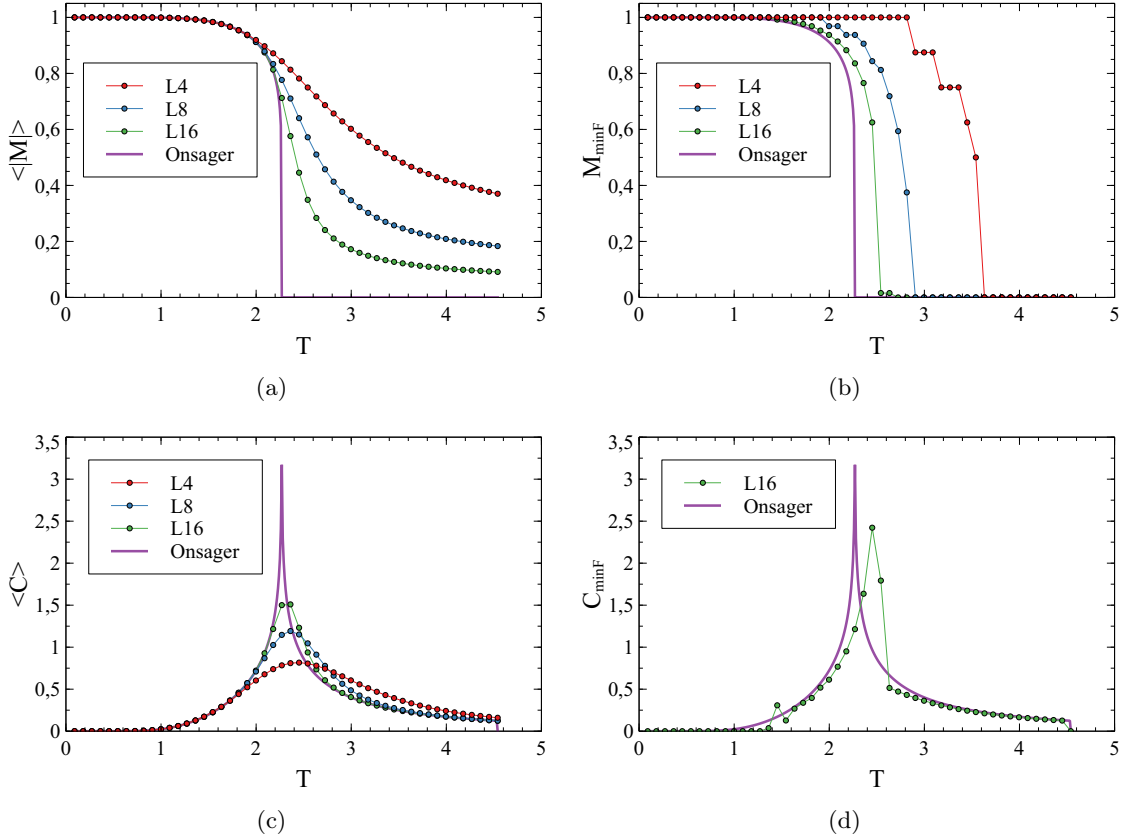 1
0,8
0,6
0,4
0,2
0
<|M|>
L4
L8
L16
Onsager
0 1 2 3 4 5
T
(a)
1
0,8
0,6
0,4
0,2
0
MminF
L4
L8
L16
Onsager
0 1 2 3 4 5
T
(b)
3,5
3
2,5
2
1,5
1
0,5
0
<C>
L4
L8
L16
Onsager
0 1 2 3 4 5
T
(c)
3,5
3
2,5
2
1,5
1
0,5
0
CminF
L16
Onsager
0 1 2 3 4 5
T
(d)